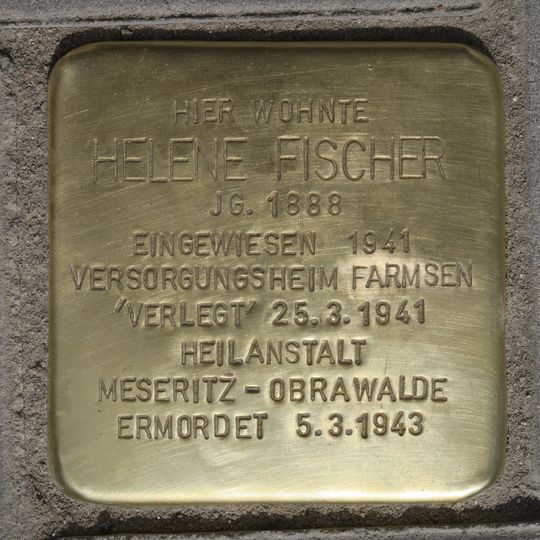 HIER WOHNTE
HELENE FISCHER
JG. 1888
EINGEWIESEN 1941
VERSORGUNGSHEIM FARMSEN
'VERLEGT' 25.3.1941
HEILANSTALT
MESERITZ - OBRAWALDE
ERMORDET 5.3.1943